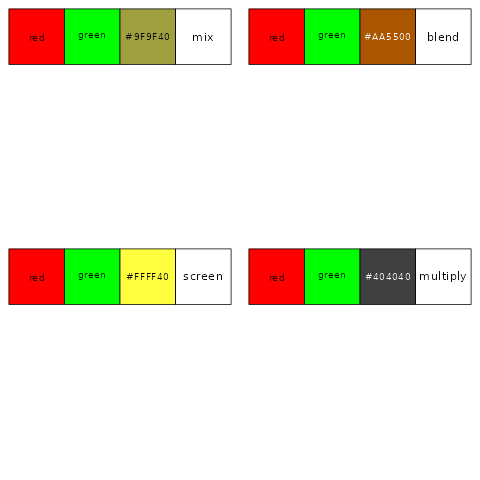 red green #9F9F40 mix
red green #AA5500 blend
red green #FFFF40 screen
red green #404040 multiply